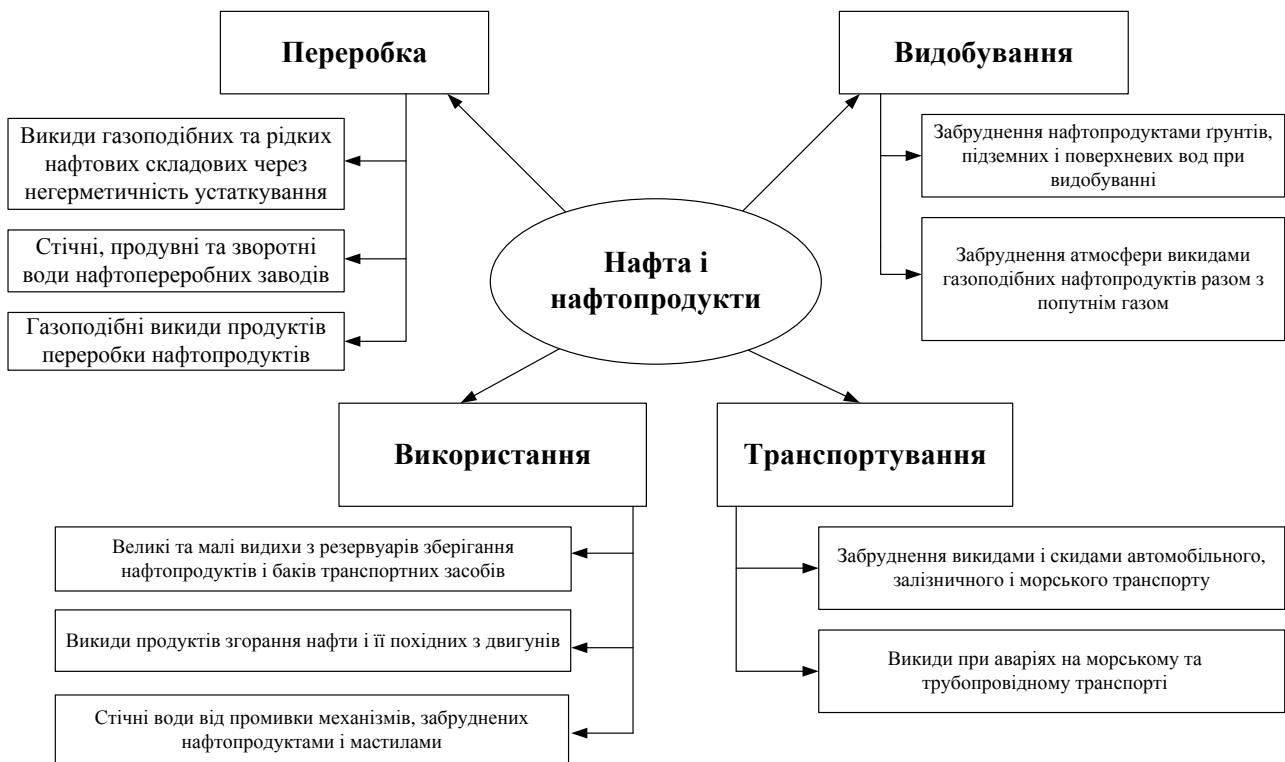 Переробка
Видобування
Викиди газоподібних та рідких
нафтових складових через
негерметичність устаткування
Стічні, продувні та зворотні
води нафтопереробних заводів
Газоподібні викиди продуктів
переробки нафтопродуктів
Забруднення нафтопродуктами ґрунтів,
підземних і поверхневих вод при
видобуванні
Забруднення атмосфери викидами
газоподібних нафтопродуктів разом з
попутнім газом
Нафта і
нафтопродукти
Використання
Транспортування
Великі та малі видихи з резервуарів зберігання
нафтопродуктів і баків транспортних засобів
Викиди продуктів згорання нафти і її похідних з двигунів
Стічні води від промивки механізмів, забруднених
нафтопродуктами і мастилами
Забруднення викидами і скидами автомобільного,
залізничного і морського транспорту
Викиди при аваріях на морському та
трубопровідному транспорті